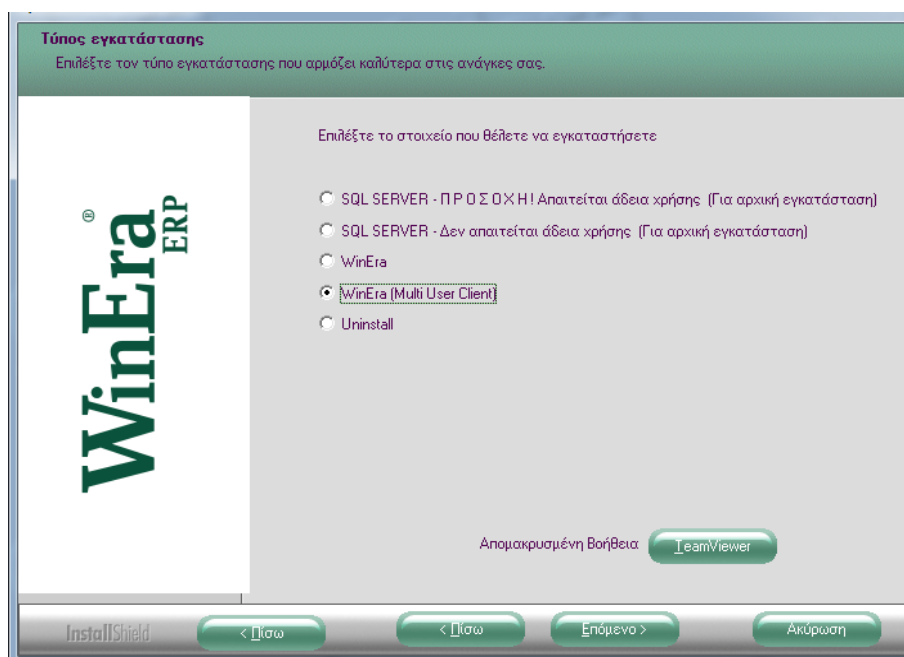 Τύπος εγκατάστασης
Επιλέξτε τον τύπο εγκατάστασης που αρμόζει καλύτερα στις ανάγκες σας.
WinEra®
ERP
Επιλέξτε το στοιχείο που θέλετε να εγκαταστήσετε
SQL SERVER - Π Ρ Ο Σ Ο Χ Η ! Απαιτείται άδεια χρήσης (Για αρχική εγκατάσταση)
SQL SERVER - Δεν απαιτείται άδεια χρήσης (Για αρχική εγκατάσταση)
WinEra
WinEra (Multi User Client)
Uninstall
Απομακρυσμένη Βοήθεια TeamViewer
InstallShield < Πίσω < Πίσω Επόμενο > Ακύρωση